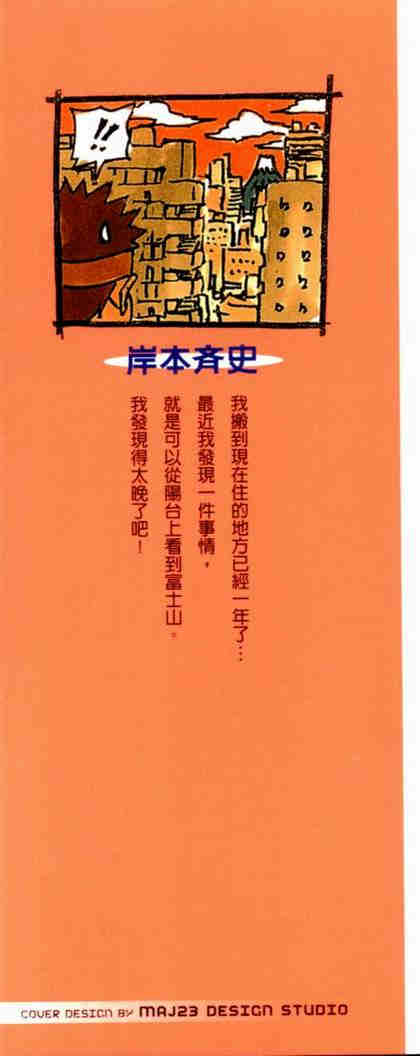 !!
岸本斉史
我搬到現在住的地方已經一年了…
最近我發現一件事情，
就是可以從陽台上看到富士山。
我發現得太晚了吧！
COVER DESIGN BY MAJ23 DESIGN STUDIO